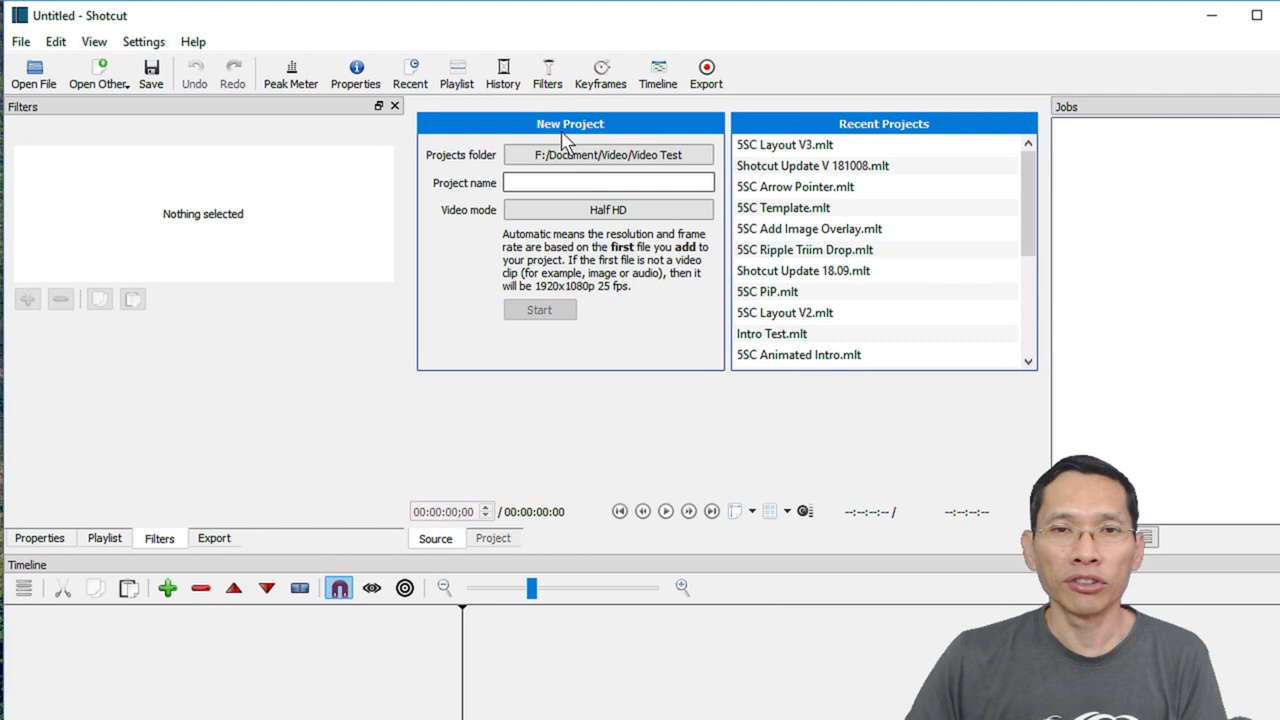 Untitled - Shotcut
File Edit View Settings Help
Open File Open Other Save Undo Redo Peak Meter Properties Recent Playlist History Filters Keyframes Timeline Export
Filters
Nothing selected
New Project
Projects folder F:/Document/Video/Video Test
Project name
Video mode Half HD
Automatic means the resolution and frame
rate are based on the first file you add to
your project. If the first file is not a video
clip (for example, image or audio), then it
will be 1920x1080p 25 fps.
Start
Recent Projects
5SC Layout V3.mlt
Shotcut Update V 181008.mlt
5SC Arrow Pointer.mlt
5SC Template.mlt
5SC Add Image Overlay.mlt
5SC Ripple Triim Drop.mlt
Shotcut Update 18.09.mlt
5SC PiP.mlt
5SC Layout V2.mlt
Intro Test.mlt
5SC Animated Intro.mlt
Jobs
00:00:00;00 / 00:00:00:00 --:--:--:-- / --:--:--:--
Properties Playlist Filters Export
Source Project
Timeline